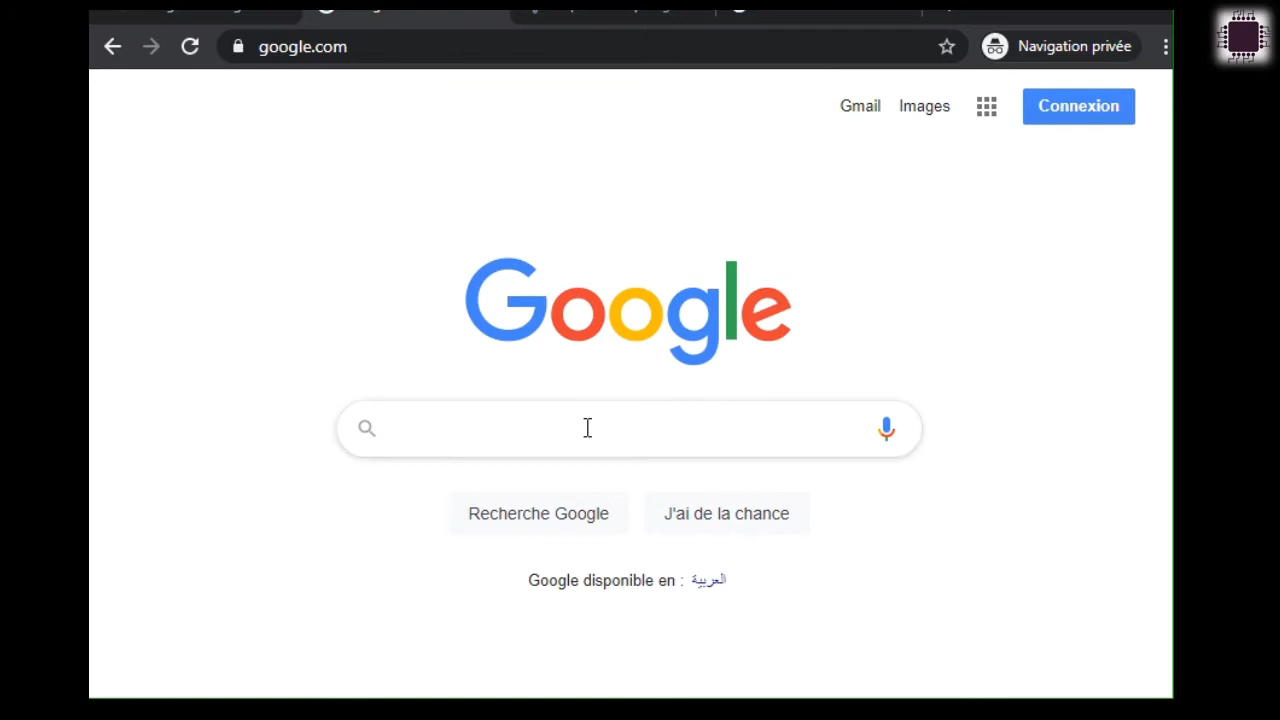 google.com
Navigation privée
Gmail
Images
Connexion
Google
Recherche Google
J'ai de la chance
Google disponible en : العربية